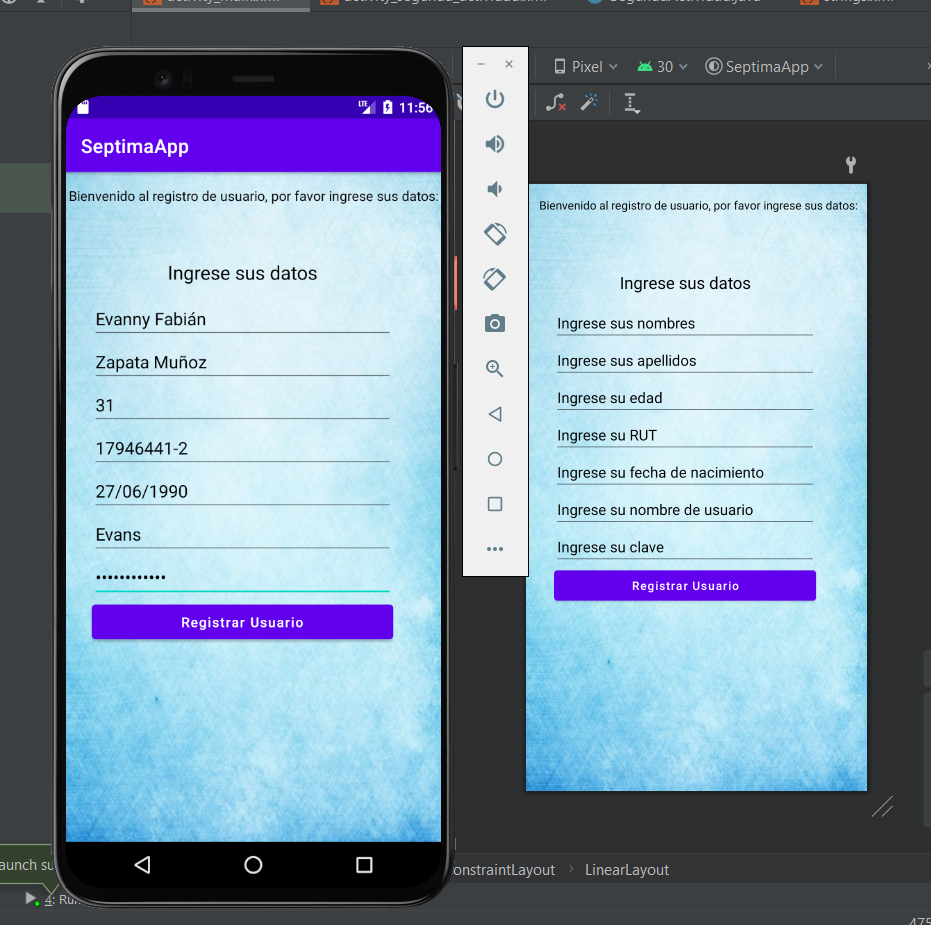 11:56
SeptimaApp
Bienvenido al registro de usuario, por favor ingrese sus datos:
Ingrese sus datos
Evanny Fabián
Zapata Muñoz
31
17946441-2
27/06/1990
Evans
••••••••••••
Registrar Usuario
Pixel
30
SeptimaApp
Bienvenido al registro de usuario, por favor ingrese sus datos:
Ingrese sus datos
Ingrese sus nombres
Ingrese sus apellidos
Ingrese su edad
Ingrese su RUT
Ingrese su fecha de nacimiento
Ingrese su nombre de usuario
Ingrese su clave
Registrar Usuario
onstraintLayout › LinearLayout
aunch su
4: Ru
475